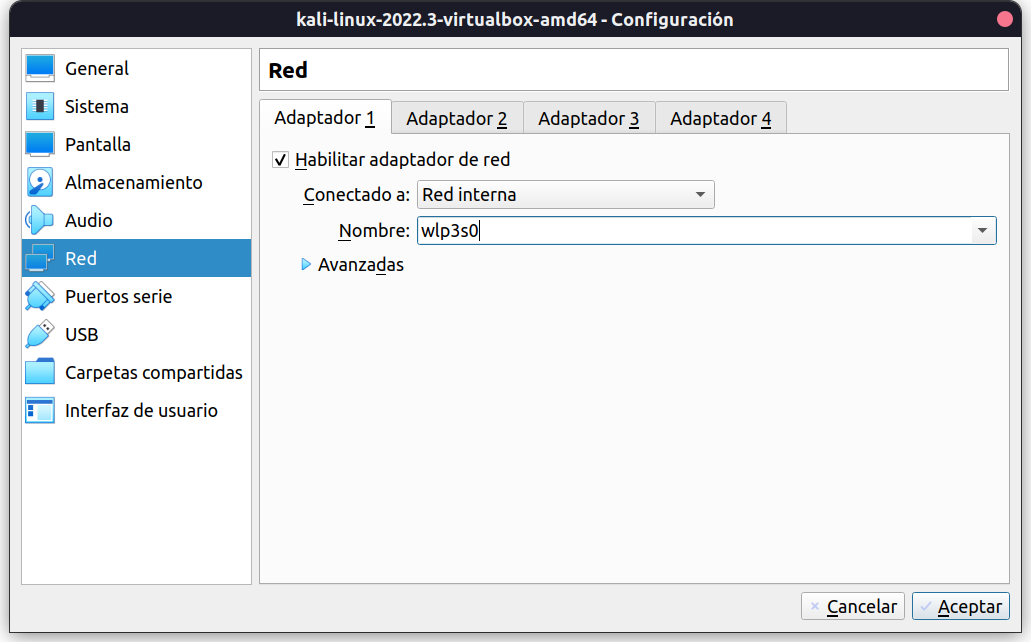 kali-linux-2022.3-virtualbox-amd64 - Configuración
General
Sistema
Pantalla
Almacenamiento
Audio
Red
Puertos serie
USB
Carpetas compartidas
Interfaz de usuario
Red
Adaptador 1
Adaptador 2
Adaptador 3
Adaptador 4
Habilitar adaptador de red
Conectado a: Red interna
Nombre: wlp3s0
Avanzadas
Cancelar
Aceptar